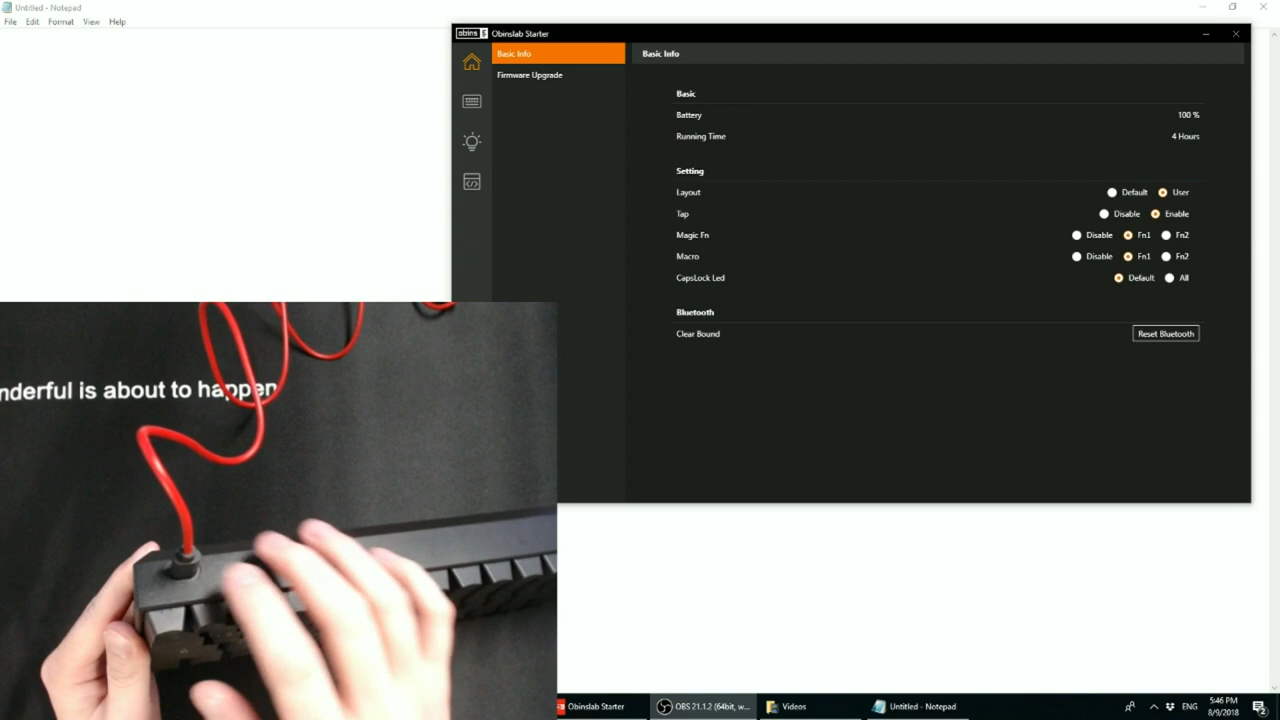 Untitled - Notepad
File Edit Format View Help
obins Obinslab Starter
Basic Info
Firmware Upgrade
Basic Info
Basic
Battery 100 %
Running Time 4 Hours
Setting
Layout Default User
Tap Disable Enable
Magic Fn Disable Fn1 Fn2
Macro Disable Fn1 Fn2
CapsLock Led Default All
Bluetooth
Clear Bound Reset Bluetooth
nderful is about to happen
Obinslab Starter
OBS 21.1.2 (64bit, w...
Videos
Untitled - Notepad
ENG
5:46 PM
8/9/2018
2